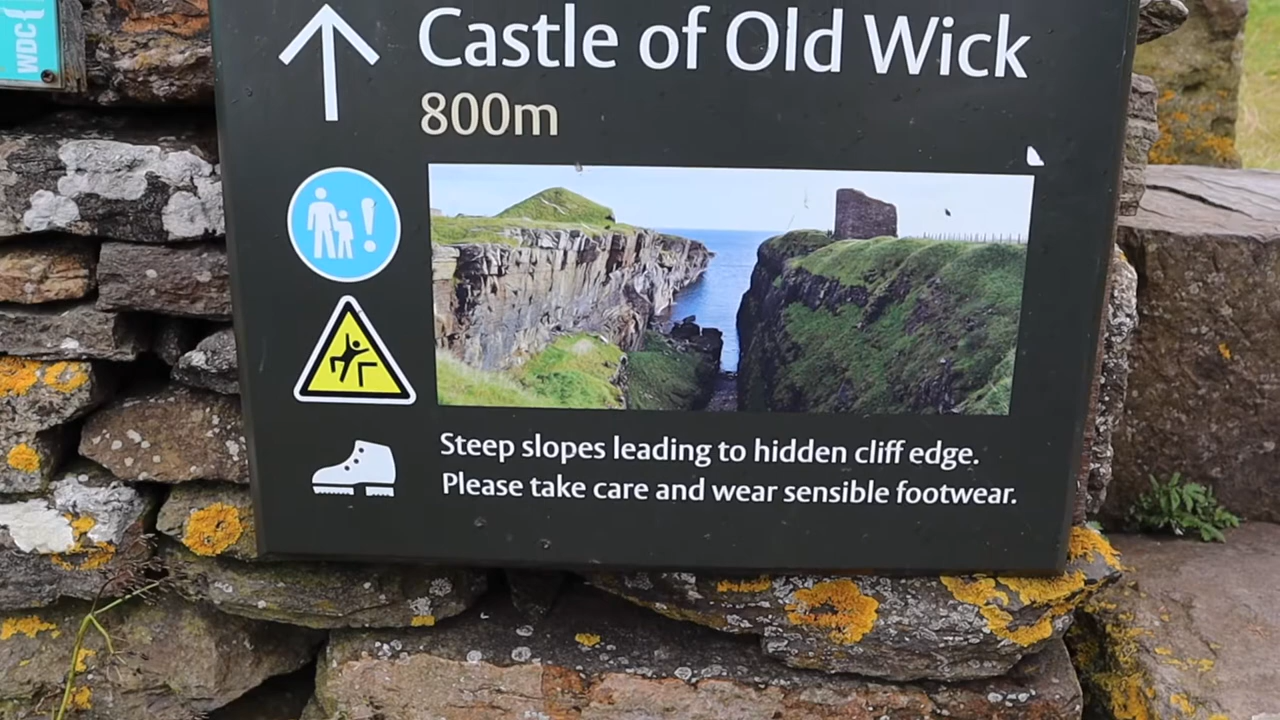 WDC
Castle of Old Wick
800m
!
Steep slopes leading to hidden cliff edge.
Please take care and wear sensible footwear.